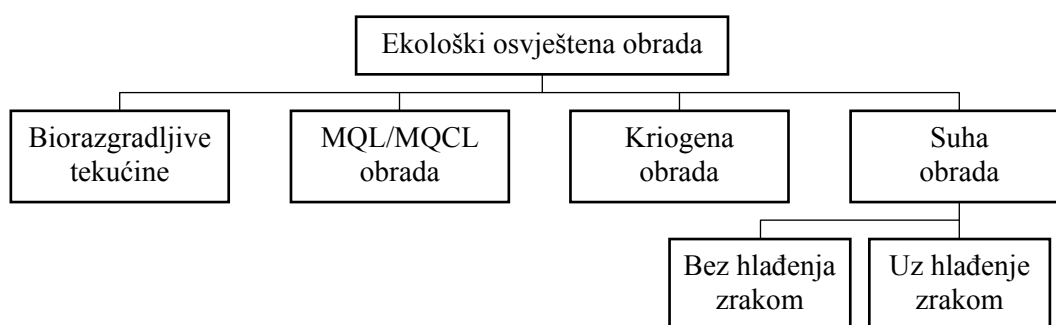 Ekološki osvještena obrada
Biorazgradljive
tekućine
MQL/MQCL
obrada
Kriogena
obrada
Suha
obrada
Bez hlađenja
zrakom
Uz hlađenje
zrakom